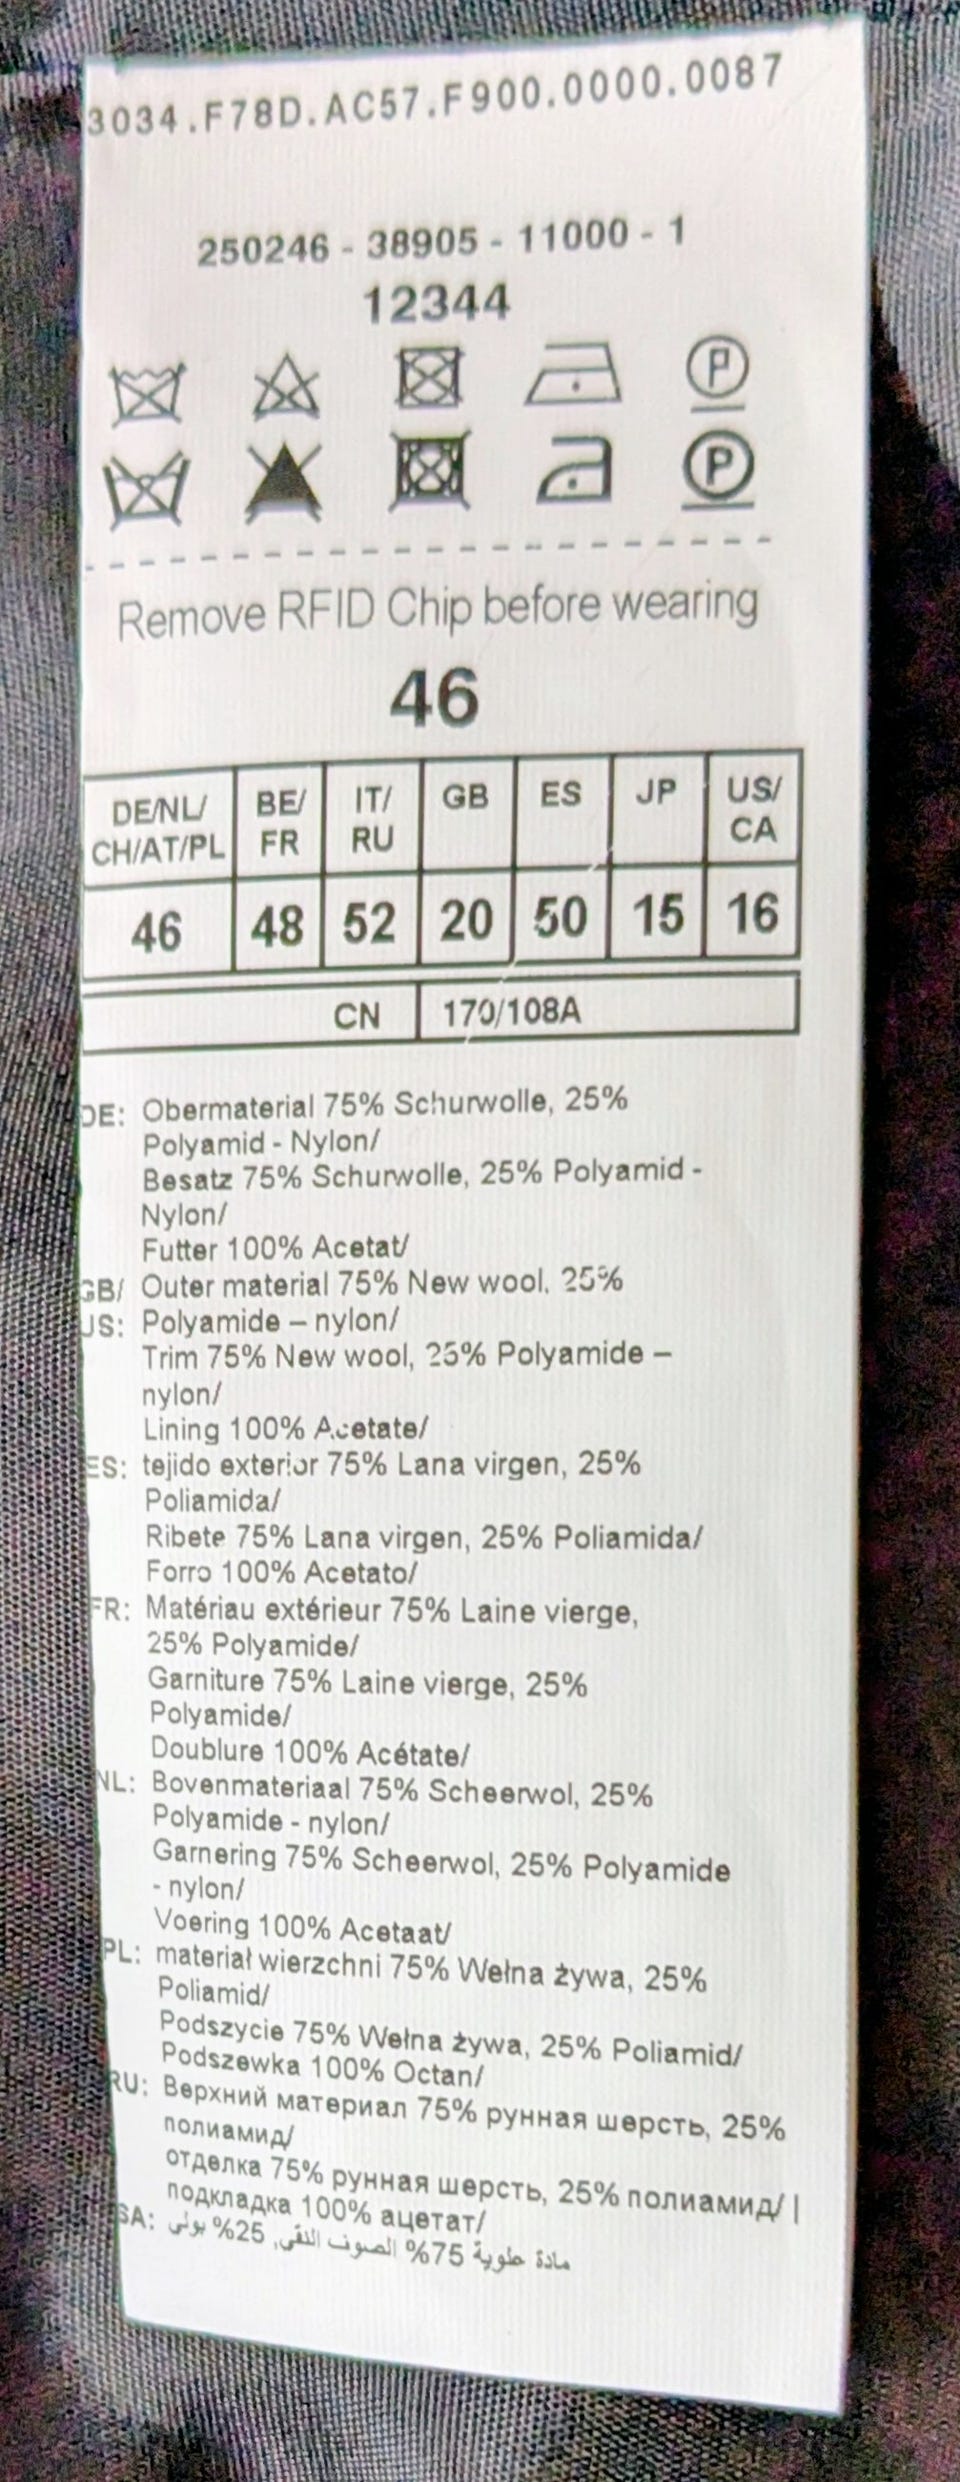 3034.F78D.AC57.F900.0000.0087
250246 - 38905 - 11000 - 1
12344
P
P
Remove RFID Chip before wearing
46
DE/NL/ BE/ IT/ GB ES JP US/
CH/AT/PL FR RU CA
46 48 52 20 50 15 16
CN 170/108A
DE: Obermaterial 75% Schurwolle, 25%
Polyamid - Nylon/
Besatz 75% Schurwolle, 25% Polyamid -
Nylon/
Futter 100% Acetat/
GB/ Outer material 75% New wool, 25%
US: Polyamide – nylon/
Trim 75% New wool, 25% Polyamide –
nylon/
Lining 100% Acetate/
ES: tejido exterior 75% Lana virgen, 25%
Poliamida/
Ribete 75% Lana virgen, 25% Poliamida/
Forro 100% Acetato/
FR: Matériau extérieur 75% Laine vierge,
25% Polyamide/
Garniture 75% Laine vierge, 25%
Polyamide/
Doublure 100% Acétate/
NL: Bovenmateriaal 75% Scheerwol, 25%
Polyamide - nylon/
Garnering 75% Scheerwol, 25% Polyamide
- nylon/
Voering 100% Acetaat/
PL: materiał wierzchni 75% Wełna żywa, 25%
Poliamid/
Podszycie 75% Wełna żywa, 25% Poliamid/
Podszewka 100% Octan/
RU: Верхний материал 75% рунная шерсть, 25%
полиамид/
отделка 75% рунная шерсть, 25% полиамид/ |
подкладка 100% ацетат/
SA: مادة علوية 75% الصوف النقي, 25% بولي